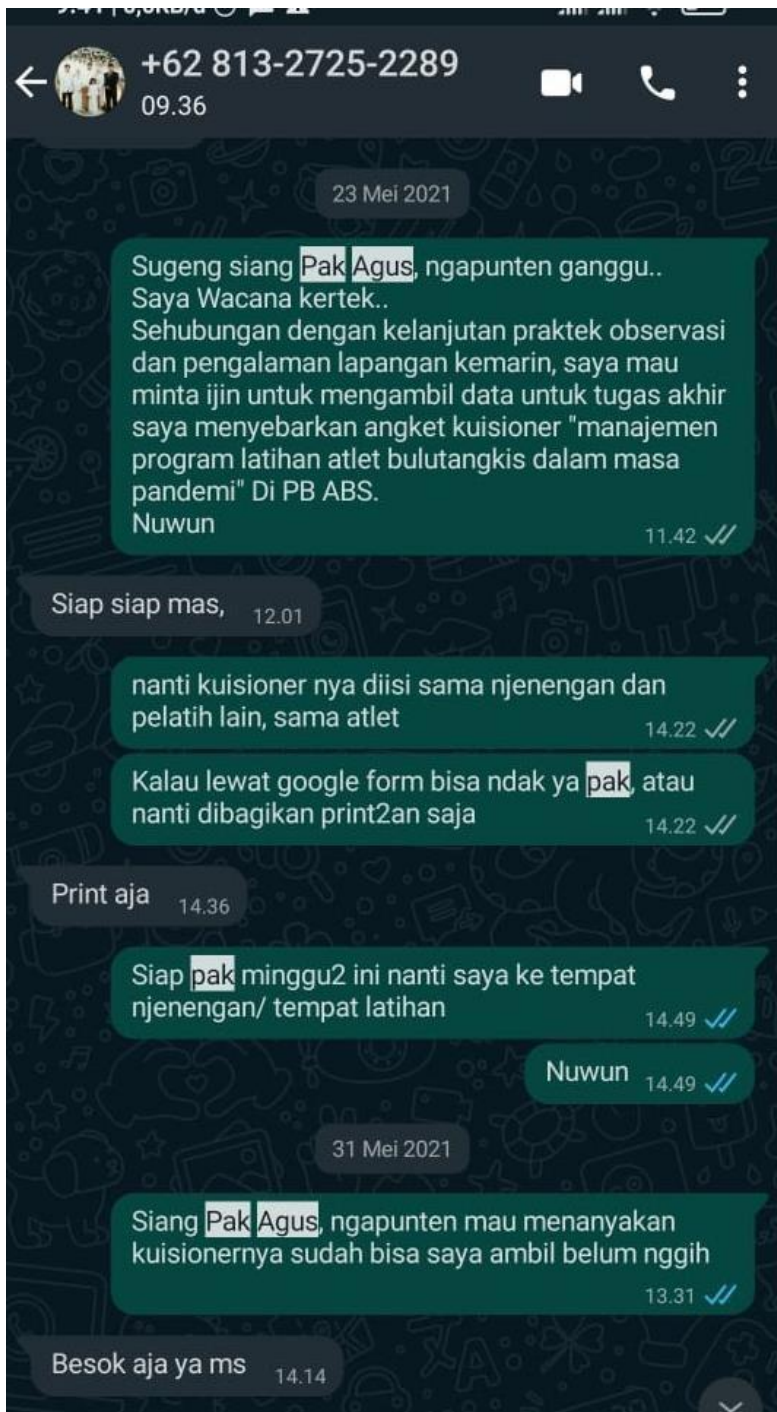 +62 813-2725-2289
09.36
23 Mei 2021
Sugeng siang Pak Agus, ngapunten ganggu..
Saya Wacana kertek..
Sehubungan dengan kelanjutan praktek observasi
dan pengalaman lapangan kemarin, saya mau
minta ijin untuk mengambil data untuk tugas akhir
saya menyebarkan angket kuisioner "manajemen
program latihan atlet bulutangkis dalam masa
pandemi" Di PB ABS.
Nuwun
11.42
Siap siap mas,
12.01
nanti kuisioner nya diisi sama njenengan dan
pelatih lain, sama atlet
14.22
Kalau lewat google form bisa ndak ya pak, atau
nanti dibagikan print2an saja
14.22
Print aja
14.36
Siap pak minggu2 ini nanti saya ke tempat
njenengan/ tempat latihan
14.49
Nuwun
14.49
31 Mei 2021
Siang Pak Agus, ngapunten mau menanyakan
kuisionernya sudah bisa saya ambil belum nggih
13.31
Besok aja ya ms
14.14